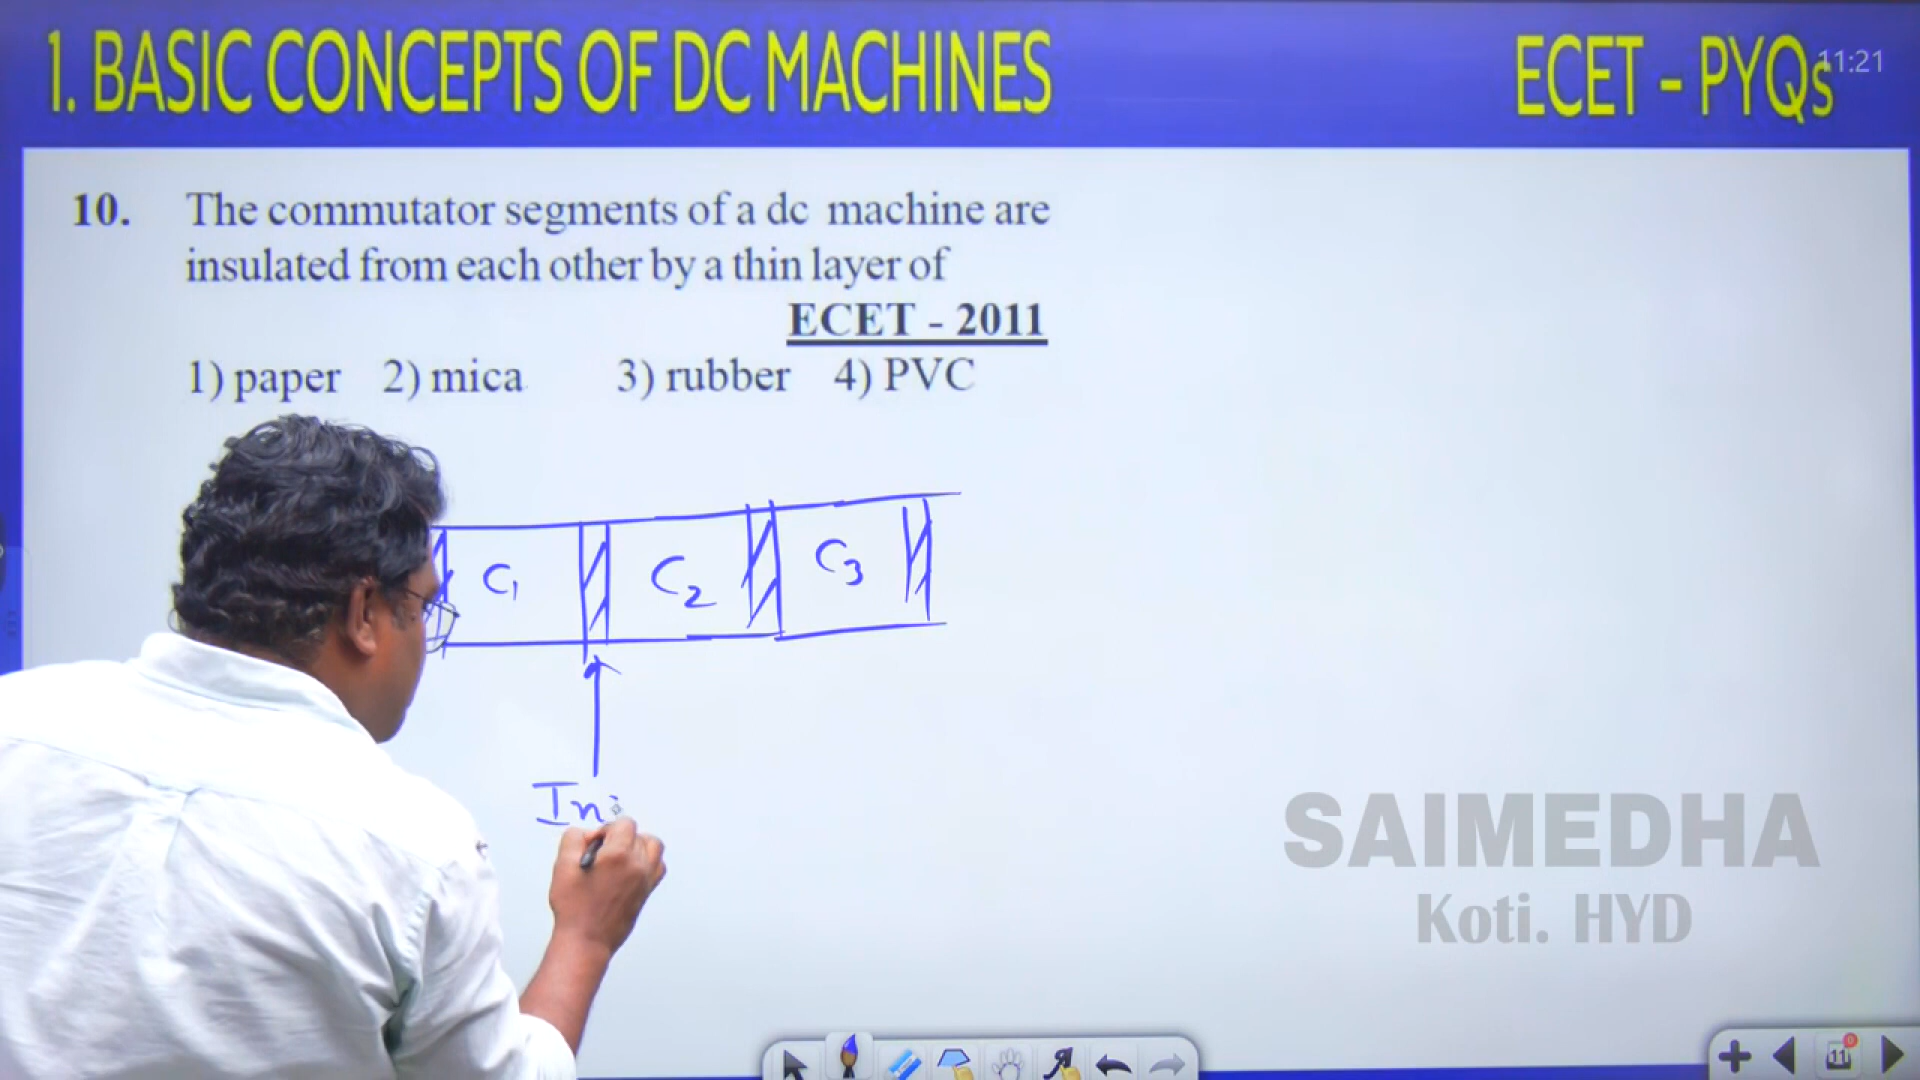 1. BASIC CONCEPTS OF DC MACHINES
ECET - PYQs
11:21
10. The commutator segments of a dc machine are
insulated from each other by a thin layer of
ECET - 2011
1) paper 2) mica 3) rubber 4) PVC
C1 C2 C3
In
SAIMEDHA
Koti. HYD
11